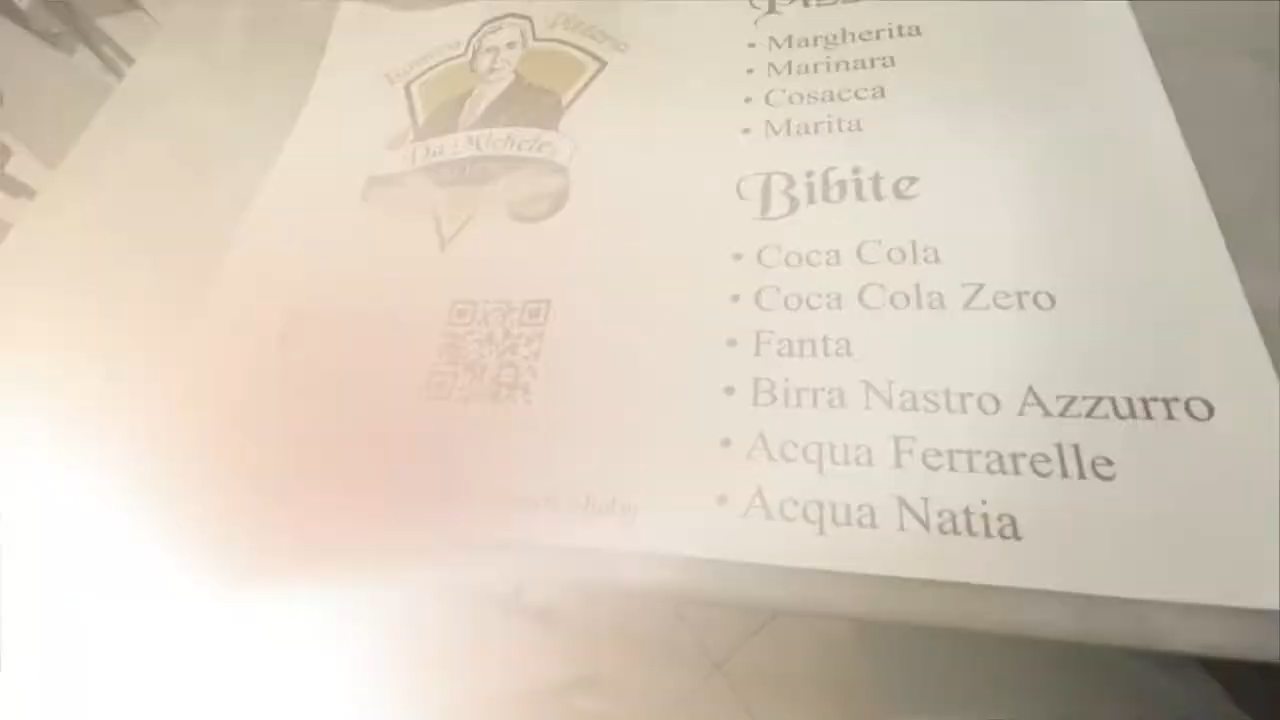 Pizzeria
Da Michele
• Margherita
• Marinara
• Cosacca
• Marita
Bibite
• Coca Cola
• Coca Cola Zero
• Fanta
• Birra Nastro Azzurro
• Acqua Ferrarelle
• Acqua Natia